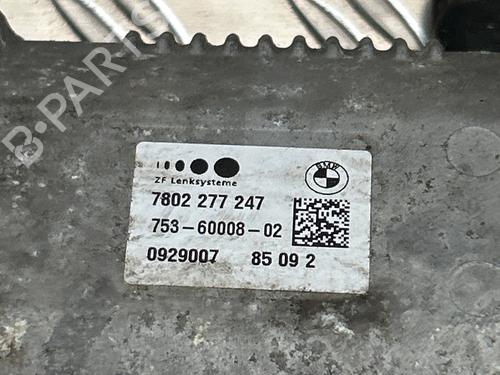 B-PARTS
ZF Lenksysteme
BMW
7802 277 247
753-60008-02
0929007 85 09 2